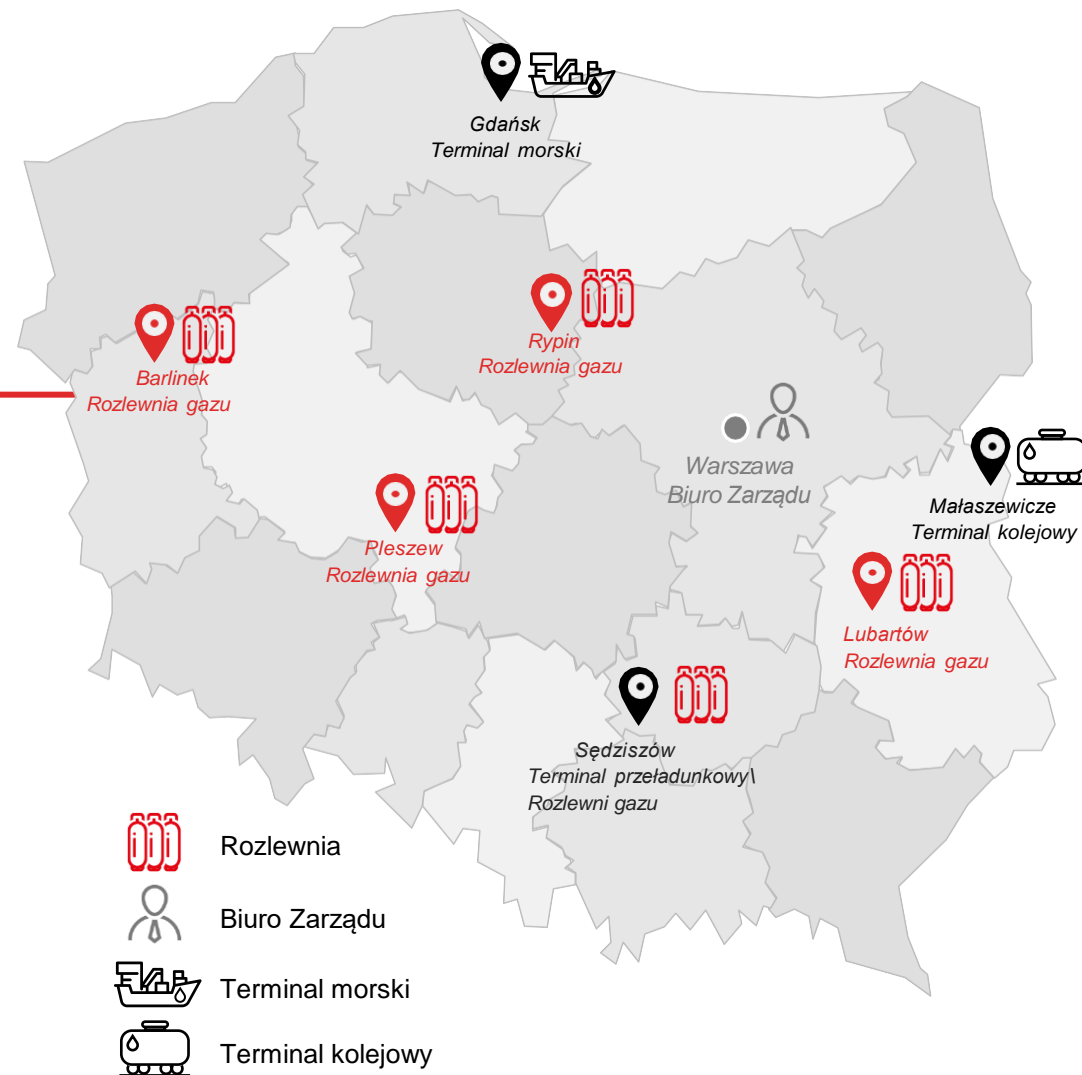 Gdańsk
Terminal morski
Rypin
Rozlewnia gazu
Barlinek
Rozlewnia gazu
Warszawa
Biuro Zarządu
Małaszewicze
Terminal kolejowy
Pleszew
Rozlewnia gazu
Lubartów
Rozlewnia gazu
Sędziszów
Terminal przeładunkowy\
Rozlewni gazu
Rozlewnia
Biuro Zarządu
Terminal morski
Terminal kolejowy